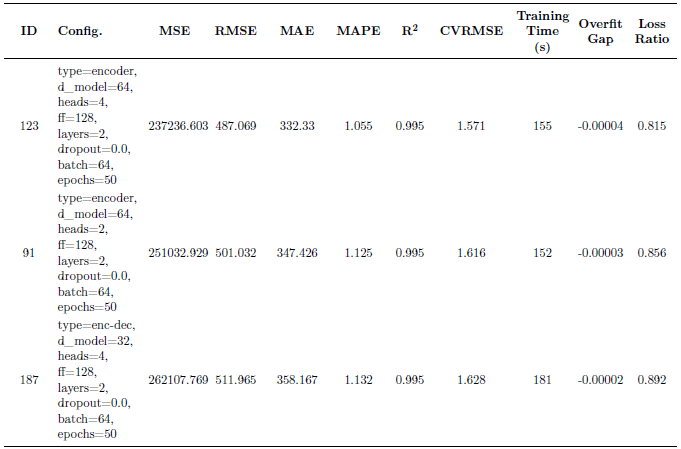 ID Config. MSE RMSE MAE MAPE R² CVRMSE Training Time (s) Overfit Gap Loss Ratio
type=encoder,
d_model=64,
heads=4,
ff=128,
123 237236.603 487.069 332.33 1.055 0.995 1.571 155 -0.00004 0.815
layers=2,
dropout=0.0,
batch=64,
epochs=50
type=encoder,
d_model=64,
heads=2,
ff=128,
91 251032.929 501.032 347.426 1.125 0.995 1.616 152 -0.00003 0.856
layers=2,
dropout=0.0,
batch=64,
epochs=50
type=enc-dec,
d_model=32,
heads=4,
ff=128,
187 262107.769 511.965 358.167 1.132 0.995 1.628 181 -0.00002 0.892
layers=2,
dropout=0.0,
batch=64,
epochs=50